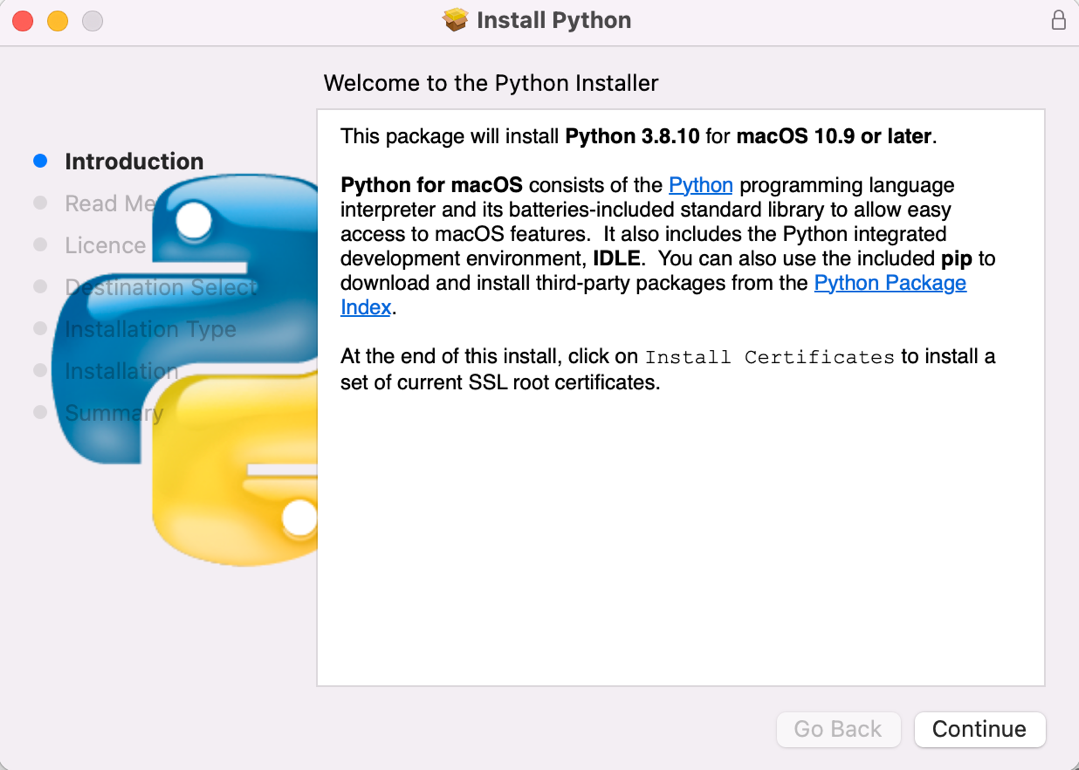 Install Python
Welcome to the Python Installer
Introduction
Read Me
Licence
Destination Select
Installation Type
Installation
Summary
This package will install Python 3.8.10 for macOS 10.9 or later.
Python for macOS consists of the Python programming language
interpreter and its batteries-included standard library to allow easy
access to macOS features.  It also includes the Python integrated
development environment, IDLE.  You can also use the included pip to
download and install third-party packages from the Python Package
Index.
At the end of this install, click on Install Certificates to install a
set of current SSL root certificates.
Go Back
Continue